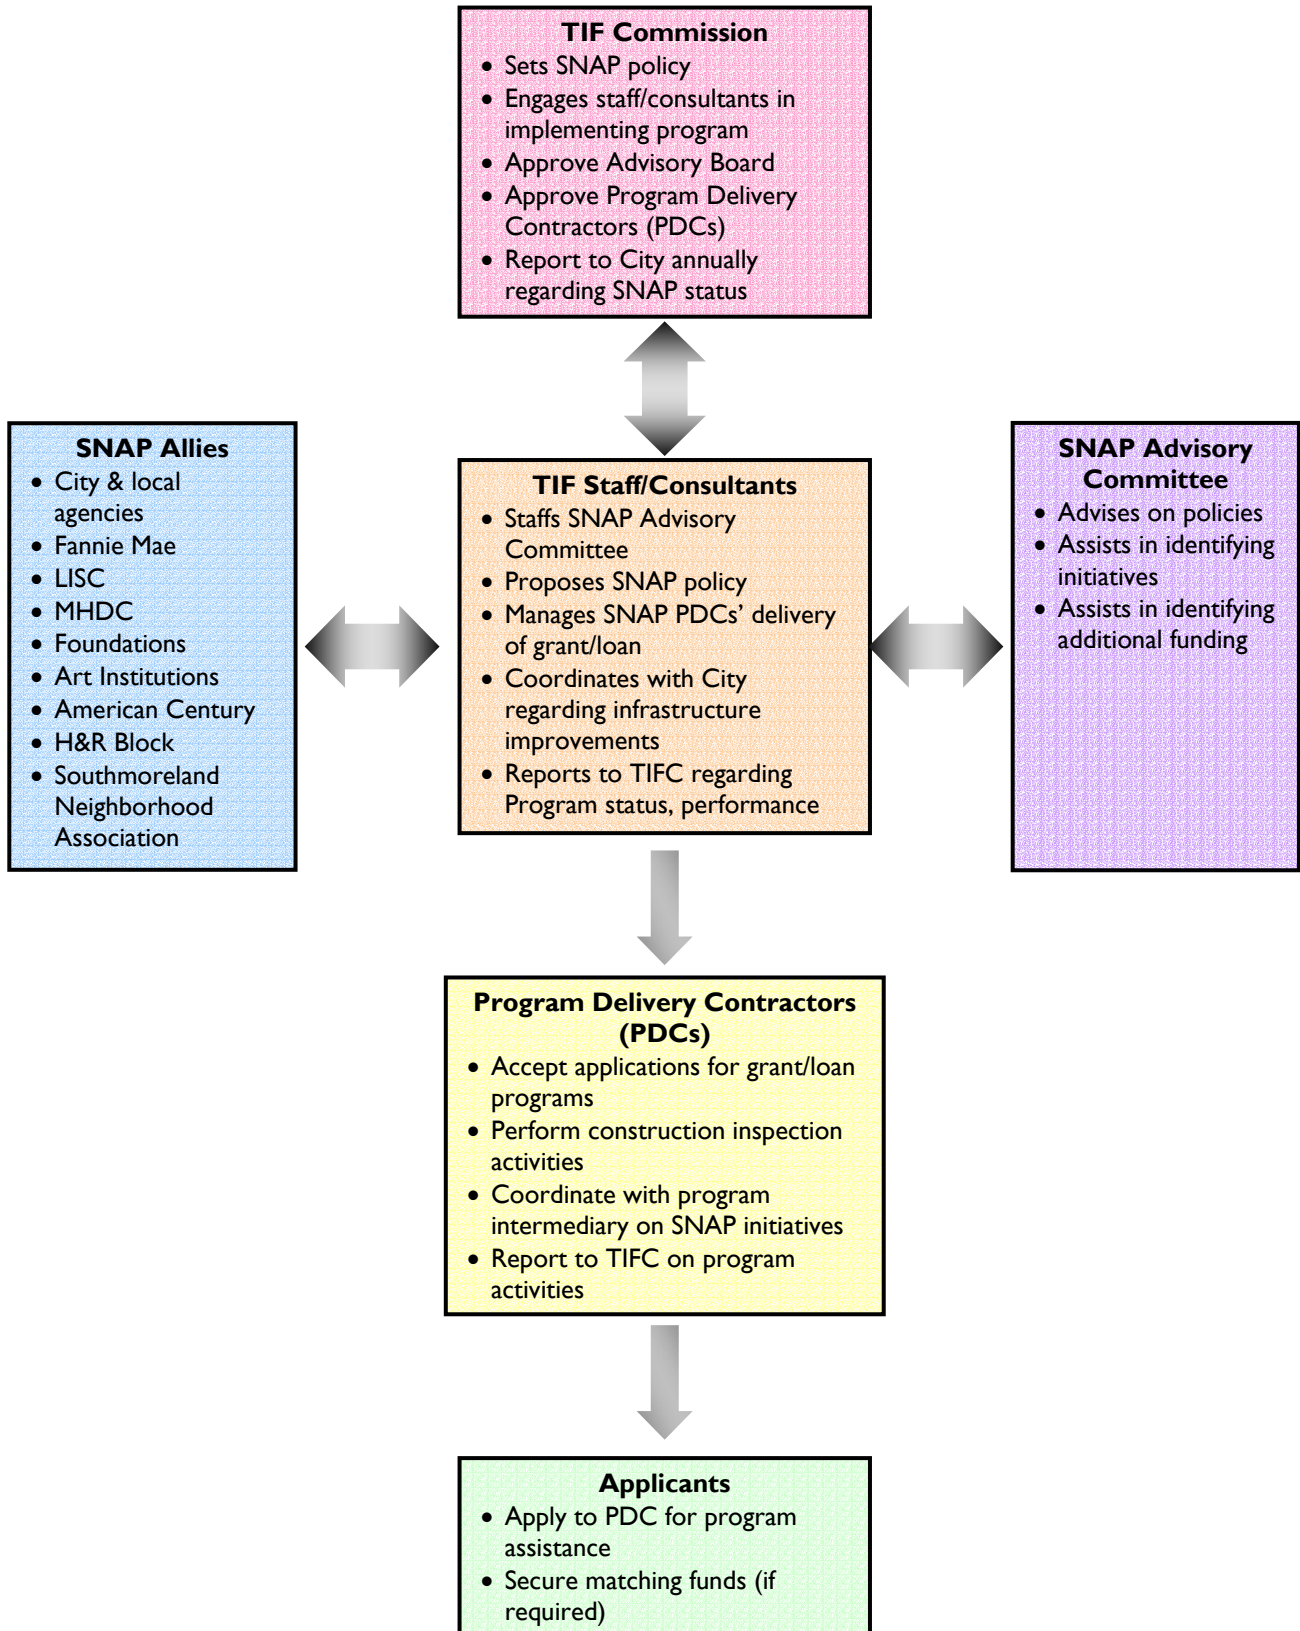 TIF Commission
• Sets SNAP policy
• Engages staff/consultants in
implementing program
• Approve Advisory Board
• Approve Program Delivery
Contractors (PDCs)
• Report to City annually
regarding SNAP status
SNAP Allies
• City & local
agencies
• Fannie Mae
• LISC
• MHDC
• Foundations
• Art Institutions
• American Century
• H&R Block
• Southmoreland
Neighborhood
Association
TIF Staff/Consultants
• Staffs SNAP Advisory
Committee
• Proposes SNAP policy
• Manages SNAP PDCs’ delivery
of grant/loan
• Coordinates with City
regarding infrastructure
improvements
• Reports to TIFC regarding
Program status, performance
SNAP Advisory
Committee
• Advises on policies
• Assists in identifying
initiatives
• Assists in identifying
additional funding
Program Delivery Contractors
(PDCs)
• Accept applications for grant/loan
programs
• Perform construction inspection
activities
• Coordinate with program
intermediary on SNAP initiatives
• Report to TIFC on program
activities
Applicants
• Apply to PDC for program
assistance
• Secure matching funds (if
required)